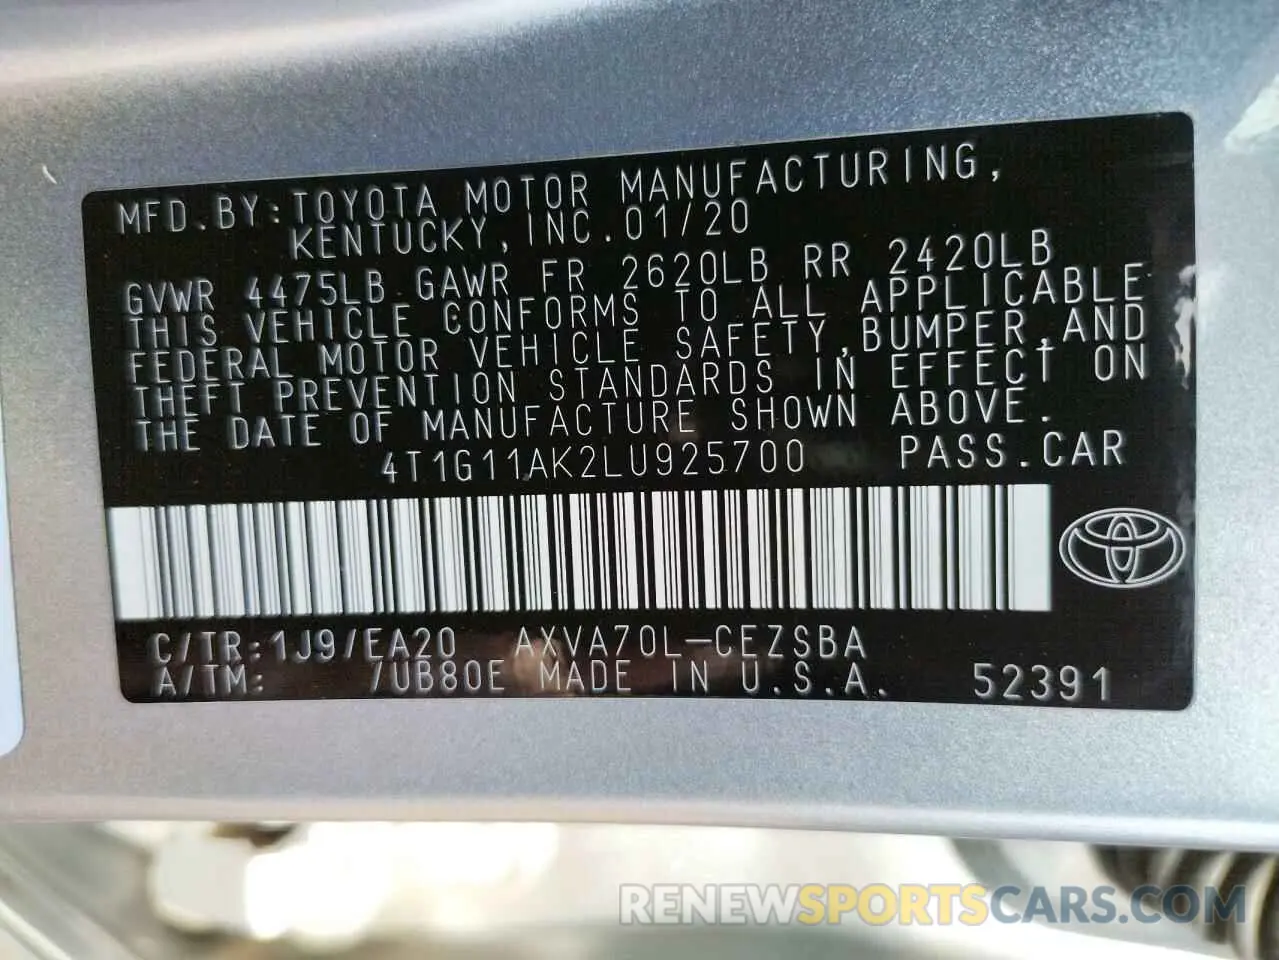 MFD.BY:TOYOTA MOTOR MANUFACTURING,
KENTUCKY,INC.01/20
GVWR 4475LB GAWR FR 2620LB RR 2420LB
THIS VEHICLE CONFORMS TO ALL APPLICABLE
FEDERAL MOTOR VEHICLE SAFETY,BUMPER,AND
THEFT PREVENTION STANDARDS IN EFFECT ON
THE DATE OF MANUFACTURE SHOWN ABOVE.
4T1G11AK2LU925700 PASS.CAR
C/TR:1J9/EA20 AXVA70L-CEZSBA
A/TM: /UB80E MADE IN U.S.A. 52391
RENEWSPORTSCARS.COM